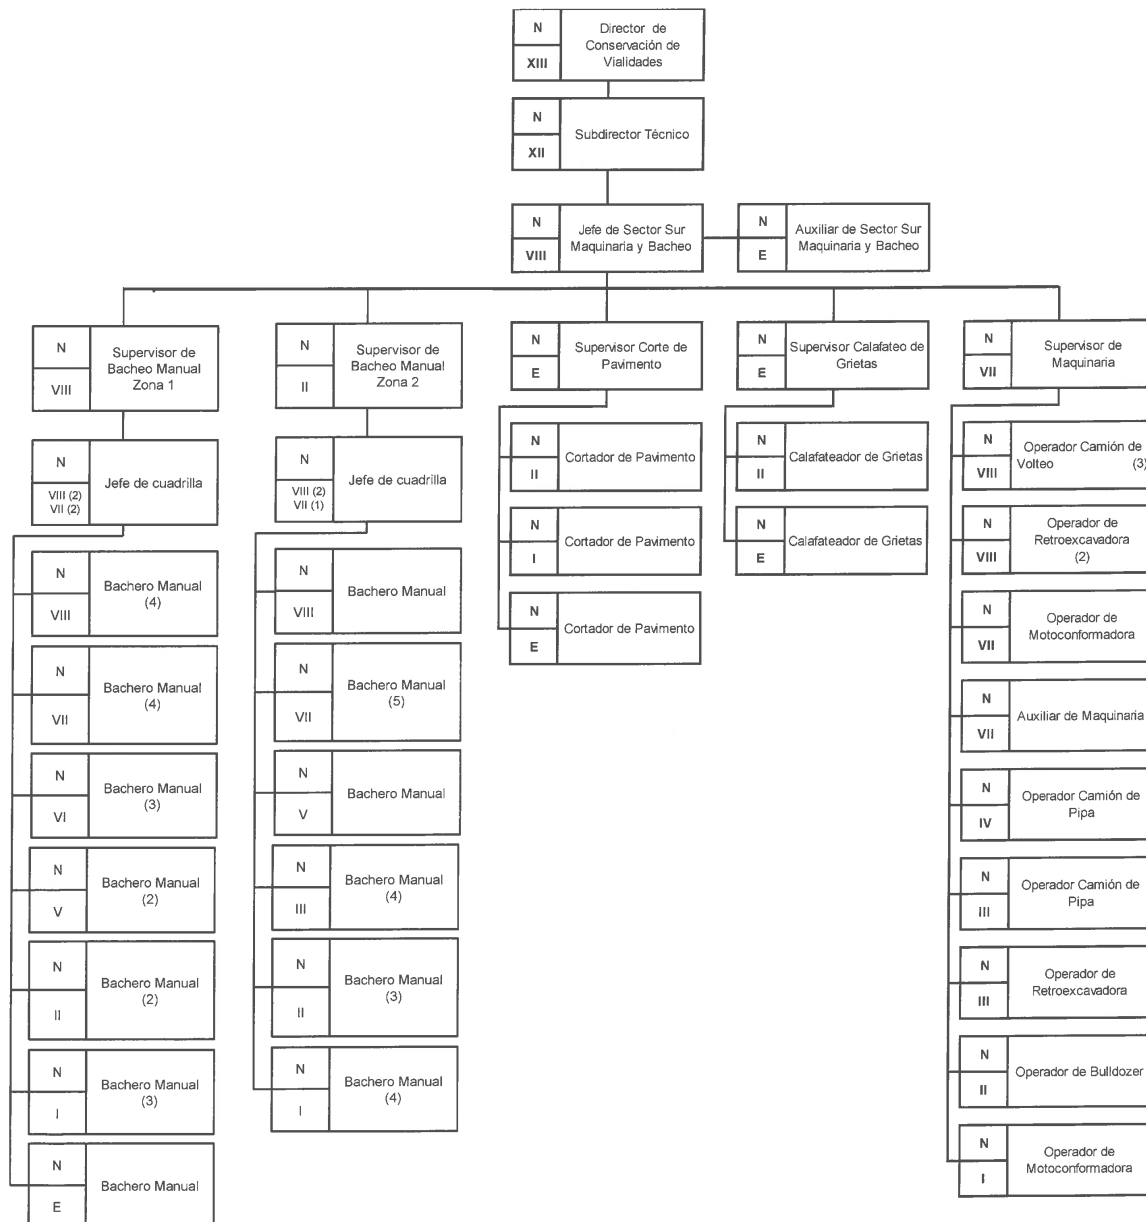 N
XIII
Director de
Conservación de
Vialidades
N
XII
Subdirector Técnico
N
VIII
Jefe de Sector Sur
Maquinaria y Bacheo
N
E
Auxiliar de Sector Sur
Maquinaria y Bacheo
N
VIII
Supervisor de
Bacheo Manual
Zona 1
N
VIII (2)
VII (2)
Jefe de cuadrilla
N
VIII
Bachero Manual
(4)
N
VII
Bachero Manual
(4)
N
VI
Bachero Manual
(3)
N
V
Bachero Manual
(2)
N
II
Bachero Manual
(2)
N
I
Bachero Manual
(3)
N
E
Bachero Manual
N
II
Supervisor de
Bacheo Manual
Zona 2
N
VIII (2)
VII (1)
Jefe de cuadrilla
N
VIII
Bachero Manual
N
VII
Bachero Manual
(5)
N
V
Bachero Manual
N
III
Bachero Manual
(4)
N
II
Bachero Manual
(3)
N
I
Bachero Manual
(4)
N
E
Supervisor Corte de
Pavimento
N
II
Cortador de Pavimento
N
I
Cortador de Pavimento
N
E
Cortador de Pavimento
N
E
Supervisor Calafateo de
Grietas
N
II
Calafateador de Grietas
N
E
Calafateador de Grietas
N
VII
Supervisor de
Maquinaria
N
VIII
Operador Camión de
Volteo (3)
N
VIII
Operador de
Retroexcavadora
(2)
N
VII
Operador de
Motoconformadora
N
VII
Auxiliar de Maquinaria
N
IV
Operador Camión de
Pipa
N
III
Operador Camión de
Pipa
N
III
Operador de
Retroexcavadora
N
II
Operador de Bulldozer
N
I
Operador de
Motoconformadora